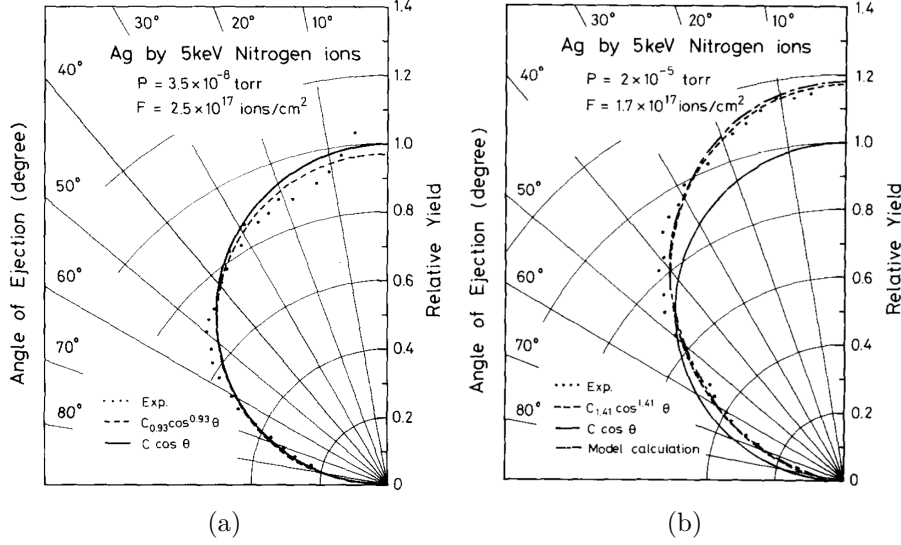 30°
20°
10°
1.4
Ag by 5keV Nitrogen ions
P = 3.5×10⁻⁸ torr
F = 2.5×10¹⁷ ions/cm²
40°
50°
60°
70°
80°
1.2
1.0
0.8
0.6
0.4
0.2
0
Angle of Ejection (degree)
Relative Yield
Exp.
C₀.₉₃cos⁰·⁹³θ
C cos θ
(a)
30°
20°
10°
1.4
Ag by 5keV Nitrogen ions
P = 2×10⁻⁵ torr
F = 1.7×10¹⁷ ions/cm²
40°
50°
60°
70°
80°
1.2
1.0
0.8
0.6
0.4
0.2
0
Angle of Ejection (degree)
Relative Yield
Exp.
C₁.₄₁ cos¹·⁴¹ θ
C cos θ
Model calculation
(b)